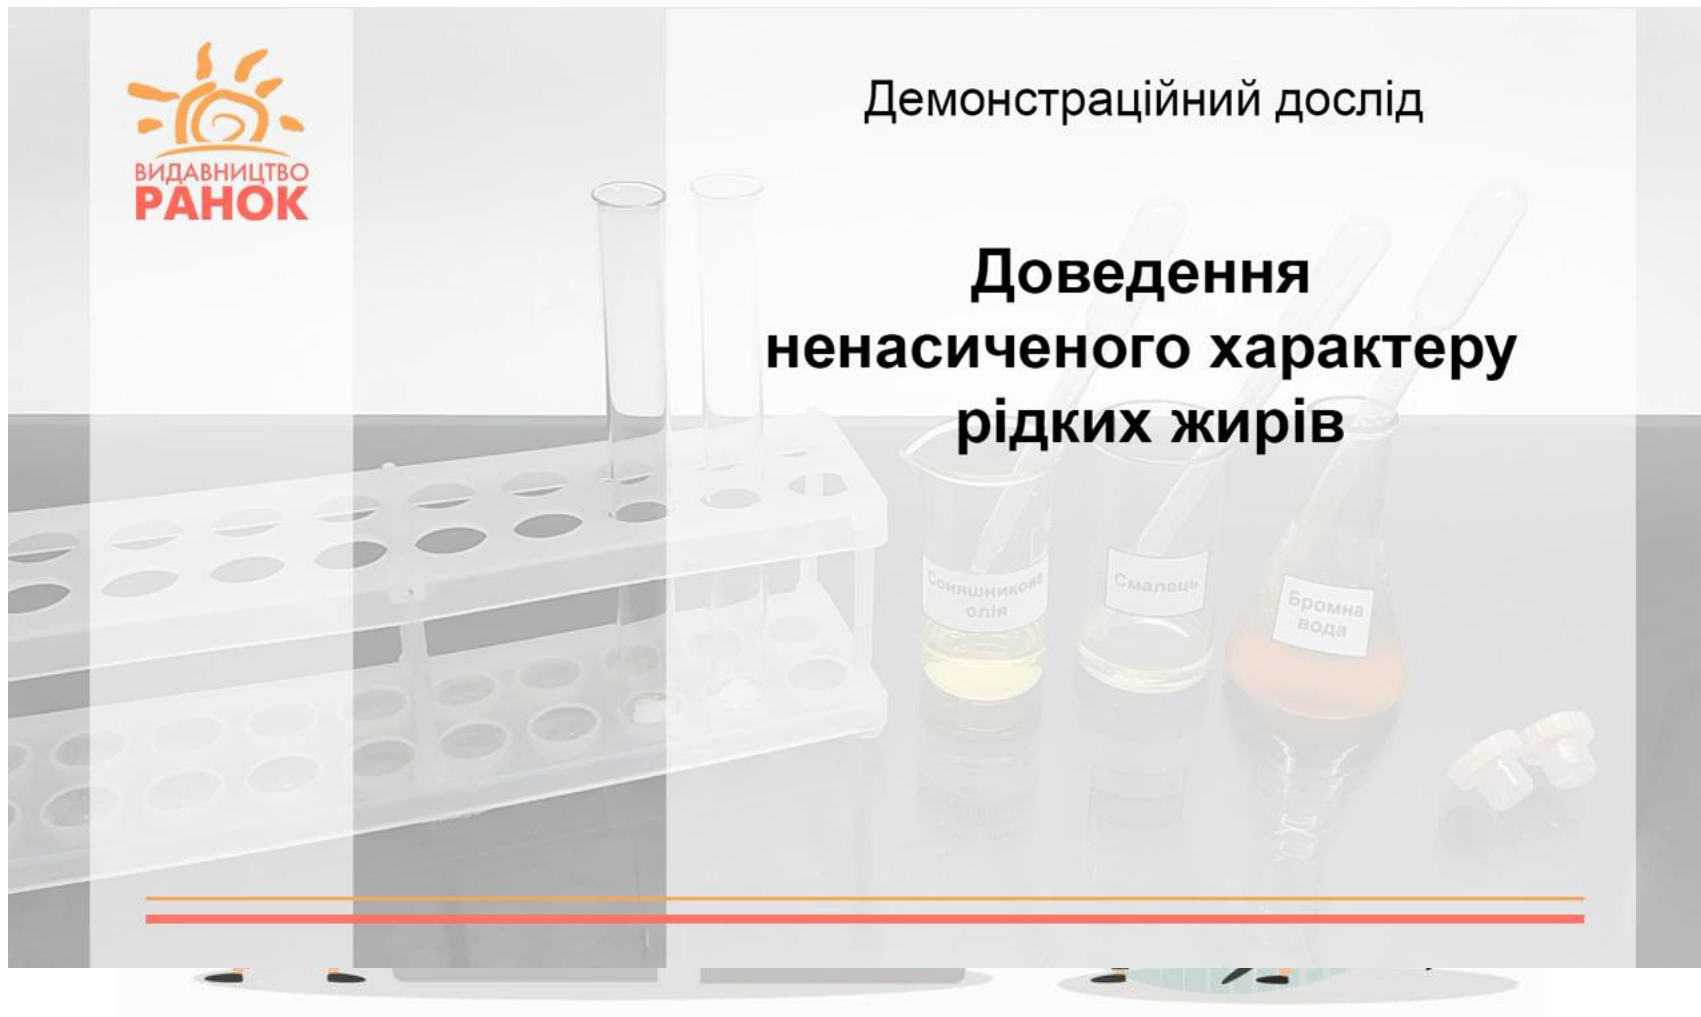 ВИДАВНИЦТВО
РАНОК
Демонстраційний дослід
Доведення
ненасиченого характеру
рідких жирів
Соняшникова
олія
Смалець
Бромна
вода